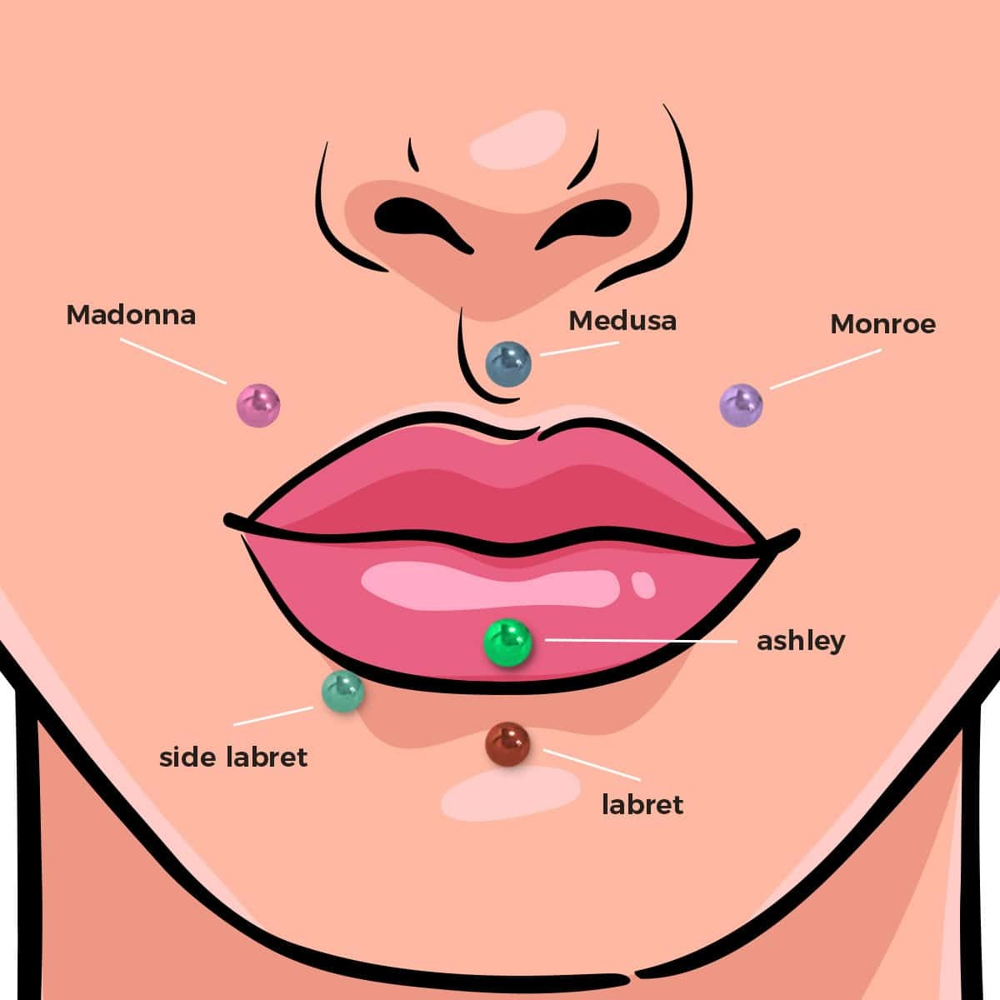 Madonna
Medusa
Monroe
ashley
side labret
labret